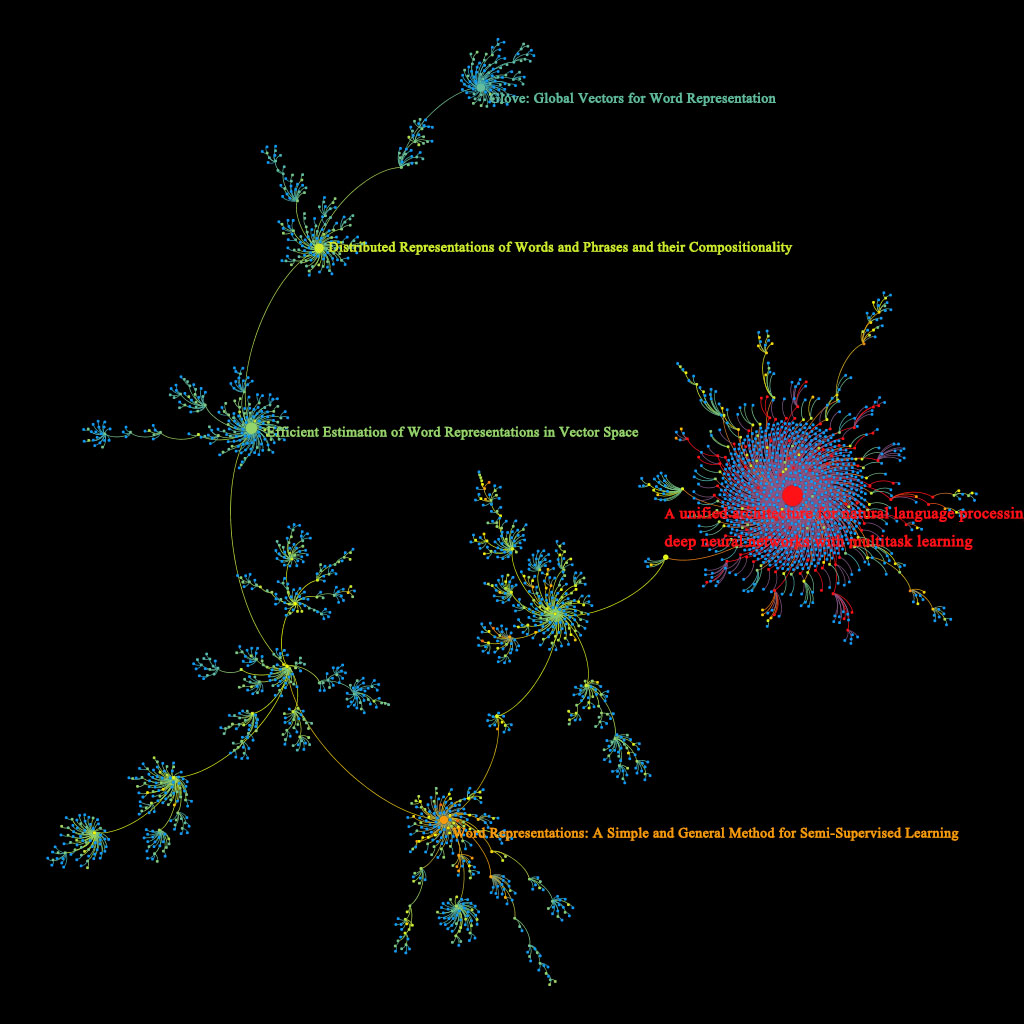 Glove: Global Vectors for Word Representation
Distributed Representations of Words and Phrases and their Compositionality
Efficient Estimation of Word Representations in Vector Space
A unified architecture for natural language processin
deep neural networks with multitask learning
Word Representations: A Simple and General Method for Semi-Supervised Learning